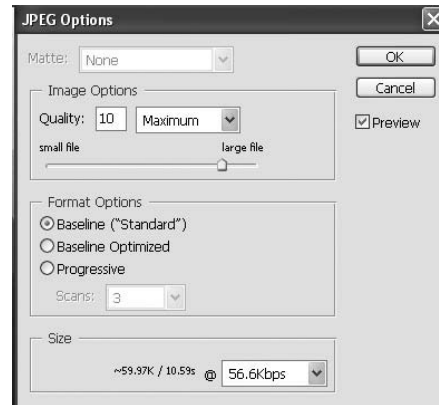 JPEG Options
Matte: None
OK
Image Options
Cancel
Quality: 10 Maximum
Preview
small file large file
Format Options
Baseline ("Standard")
Baseline Optimized
Progressive
Scans: 3
Size
~59.97K / 10.59s @ 56.6Kbps